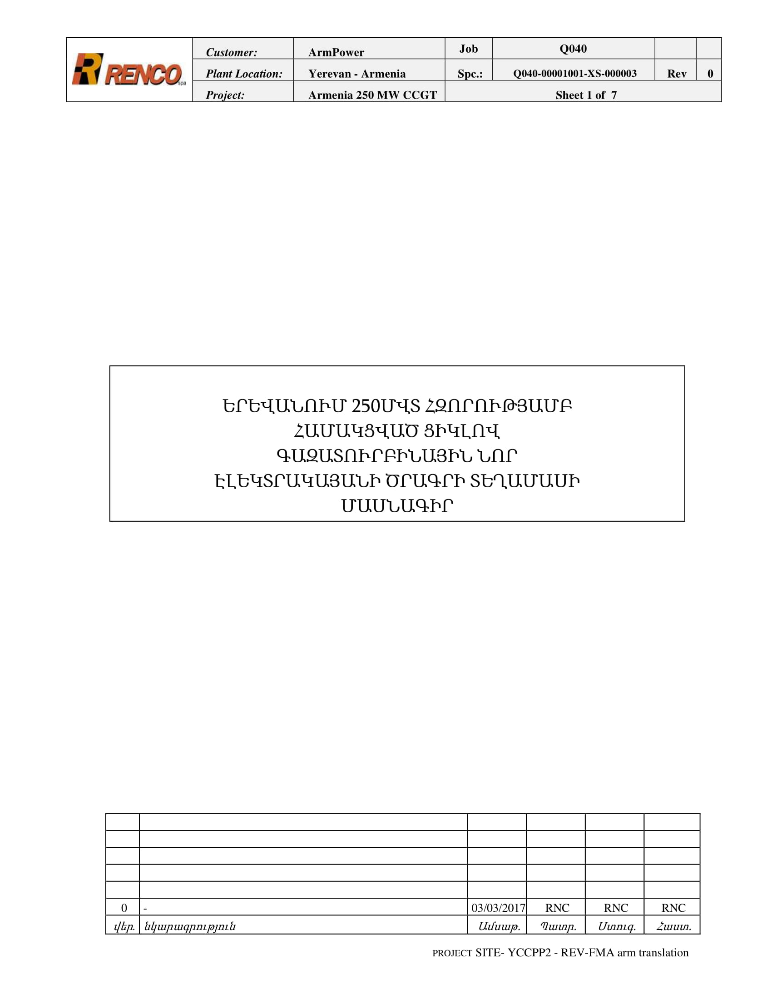 RENCO spa
Customer: ArmPower Job Q040
Plant Location: Yerevan - Armenia Spc.: Q040-00001001-XS-000003 Rev 0
Project: Armenia 250 MW CCGT Sheet 1 of 7
ԵՐԵՎԱՆՈՒՄ 250ՄՎՏ ՀԶՈՐՈՒԹՅԱՄԲ
ՀԱՄԱԿՑՎԱԾ ՑԻԿԼՈՎ
ԳԱԶԱՏՈՒՐԲԻՆԱՅԻՆ ՆՈՐ
ԷԼԵԿՏՐԱԿԱՅԱՆԻ ԾՐԱԳՐԻ ՏԵՂԱՄԱՍԻ
ՄԱՍՆԱԳԻՐ
0 - 03/03/2017 RNC RNC RNC
վեր. նկարագրություն Ամսաթ. Պատր. Ստուգ. Հաստ.
PROJECT SITE- YCCPP2 - REV-FMA arm translation